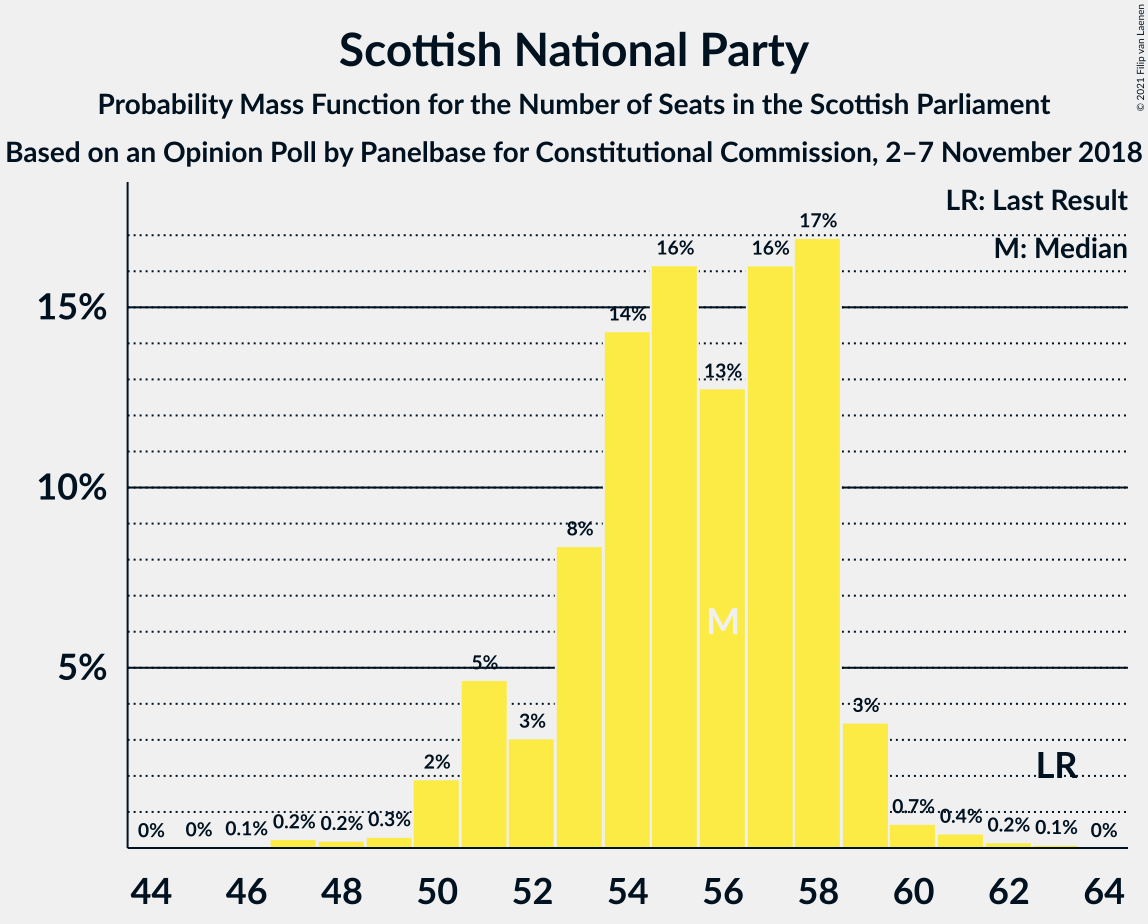 Scottish National Party
Probability Mass Function for the Number of Seats in the Scottish Parliament
Based on an Opinion Poll by Panelbase for Constitutional Commission, 2–7 November 2018
© 2021 Filip van Laenen
LR: Last Result
M: Median
15%
10%
5%
0%
0%
0.1%
0.2%
0.2%
0.3%
2%
5%
3%
8%
14%
16%
13%
16%
17%
3%
0.7%
0.4%
0.2%
0.1%
0%
M
LR
44 46 48 50 52 54 56 58 60 62 64